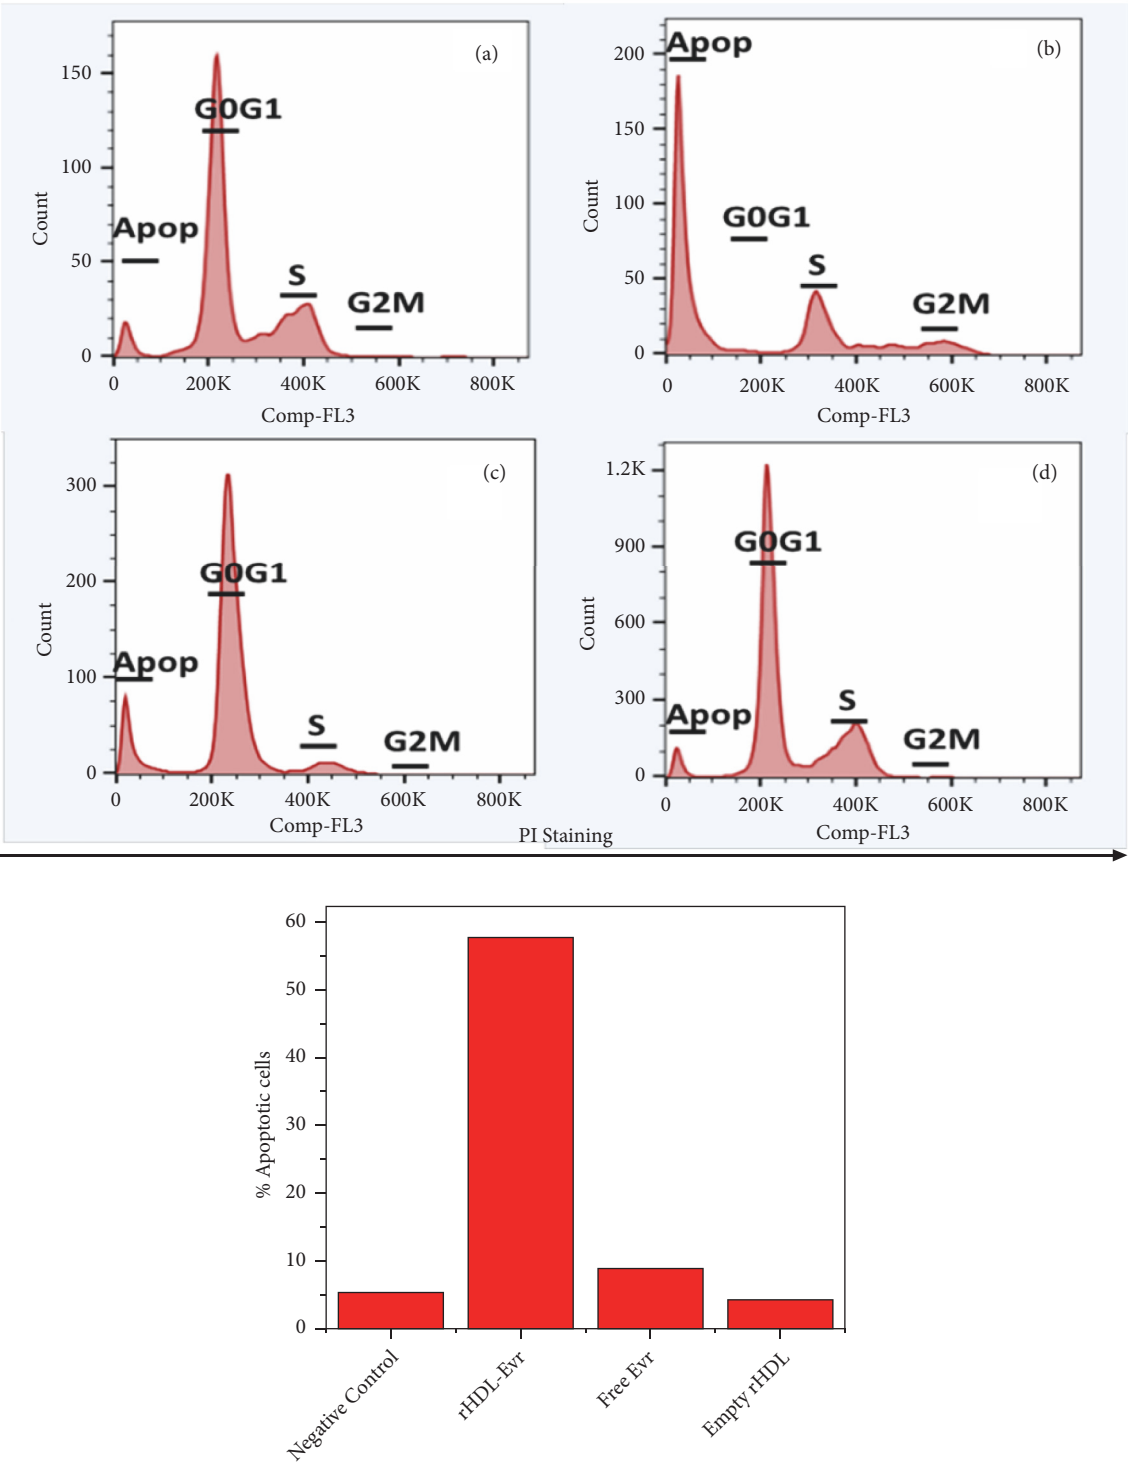 (a)
150
100
50
0
Count
Apop
G0G1
S
G2M
0 200K 400K 600K 800K
Comp-FL3
(b)
200
150
100
50
0
Count
Apop
G0G1
S
G2M
0 200K 400K 600K 800K
Comp-FL3
(c)
300
200
100
0
Count
Apop
G0G1
S
G2M
0 200K 400K 600K 800K
Comp-FL3
(d)
1.2K
900
600
300
0
Count
Apop
G0G1
S
G2M
0 200K 400K 600K 800K
Comp-FL3
PI Staining
60
50
40
30
20
10
0
% Apoptotic cells
Negative Control
rHDL-Evr
Free Evr
Empty rHDL